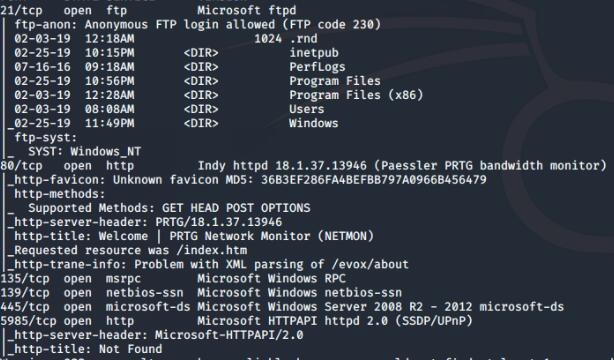 21/tcp open ftp Microsoft ftpd
| ftp-anon: Anonymous FTP login allowed (FTP code 230)
| 02-03-19 12:18AM 1024 .rnd
| 02-25-19 10:15PM <DIR> inetpub
| 07-16-16 09:18AM <DIR> PerfLogs
| 02-25-19 10:56PM <DIR> Program Files
| 02-03-19 12:28AM <DIR> Program Files (x86)
| 02-03-19 08:08AM <DIR> Users
|_02-25-19 11:49PM <DIR> Windows
| ftp-syst:
|_ SYST: Windows_NT
80/tcp open http Indy httpd 18.1.37.13946 (Paessler PRTG bandwidth monitor)
|_http-favicon: Unknown favicon MD5: 36B3EF286FA4BEFBB797A0966B456479
| http-methods:
|_ Supported Methods: GET HEAD POST OPTIONS
|_http-server-header: PRTG/18.1.37.13946
| http-title: Welcome | PRTG Network Monitor (NETMON)
|_Requested resource was /index.htm
|_http-trane-info: Problem with XML parsing of /evox/about
135/tcp open msrpc Microsoft Windows RPC
139/tcp open netbios-ssn Microsoft Windows netbios-ssn
445/tcp open microsoft-ds Microsoft Windows Server 2008 R2 - 2012 microsoft-ds
5985/tcp open http Microsoft HTTPAPI httpd 2.0 (SSDP/UPnP)
|_http-server-header: Microsoft-HTTPAPI/2.0
|_http-title: Not Found